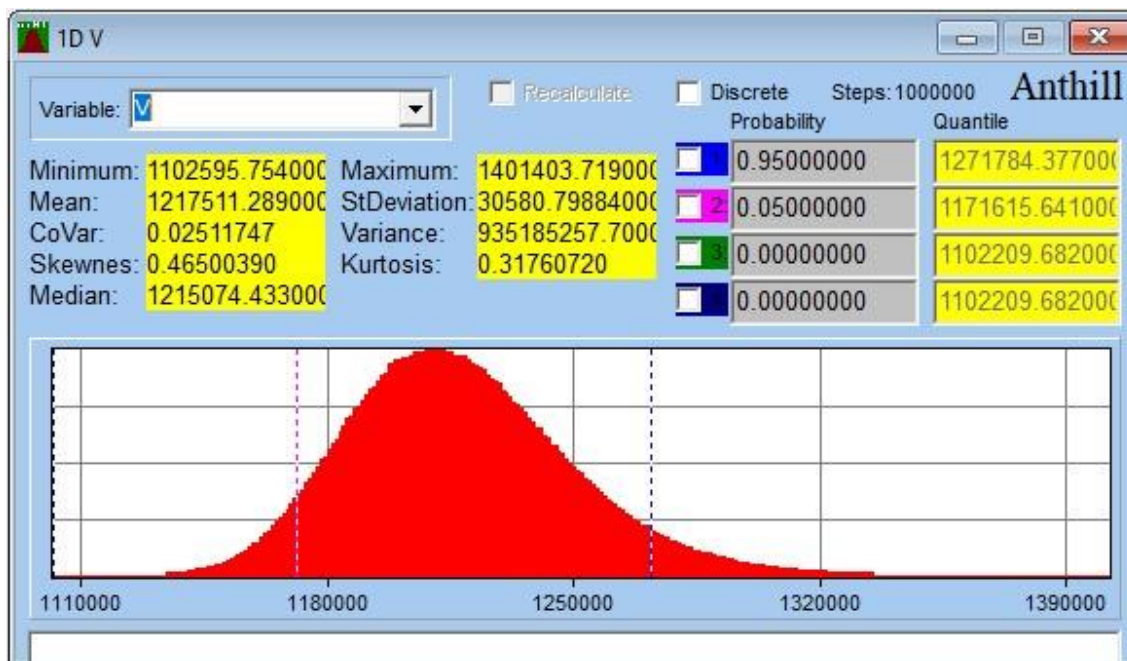 1D V
Variable: V
Recalculate
Discrete
Steps: 1000000
Anthill
Probability
Quantile
Minimum: 1102595.754000
Maximum: 1401403.719000
0.95000000
1271784.377000
Mean: 1217511.289000
StDeviation: 30580.79884000
2
0.05000000
1171615.641000
CoVar: 0.02511747
Variance: 935185257.7000
3
0.00000000
1102209.682000
Skewnes: 0.46500390
Kurtosis: 0.31760720
0.00000000
1102209.682000
Median: 1215074.433000
1110000
1180000
1250000
1320000
1390000